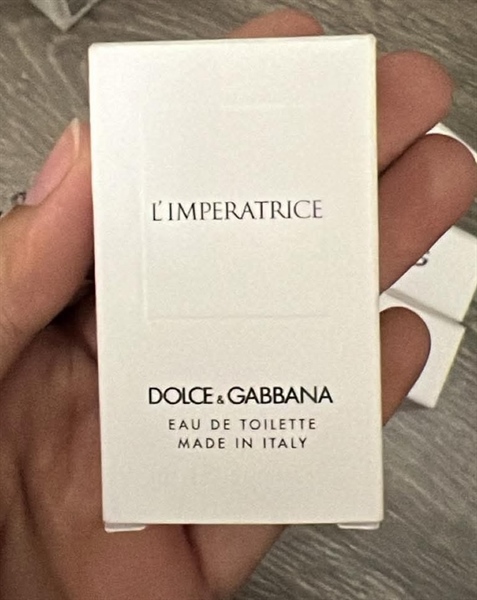 L'IMPERATRICE
DOLCE & GABBANA
EAU DE TOILETTE
MADE IN ITALY